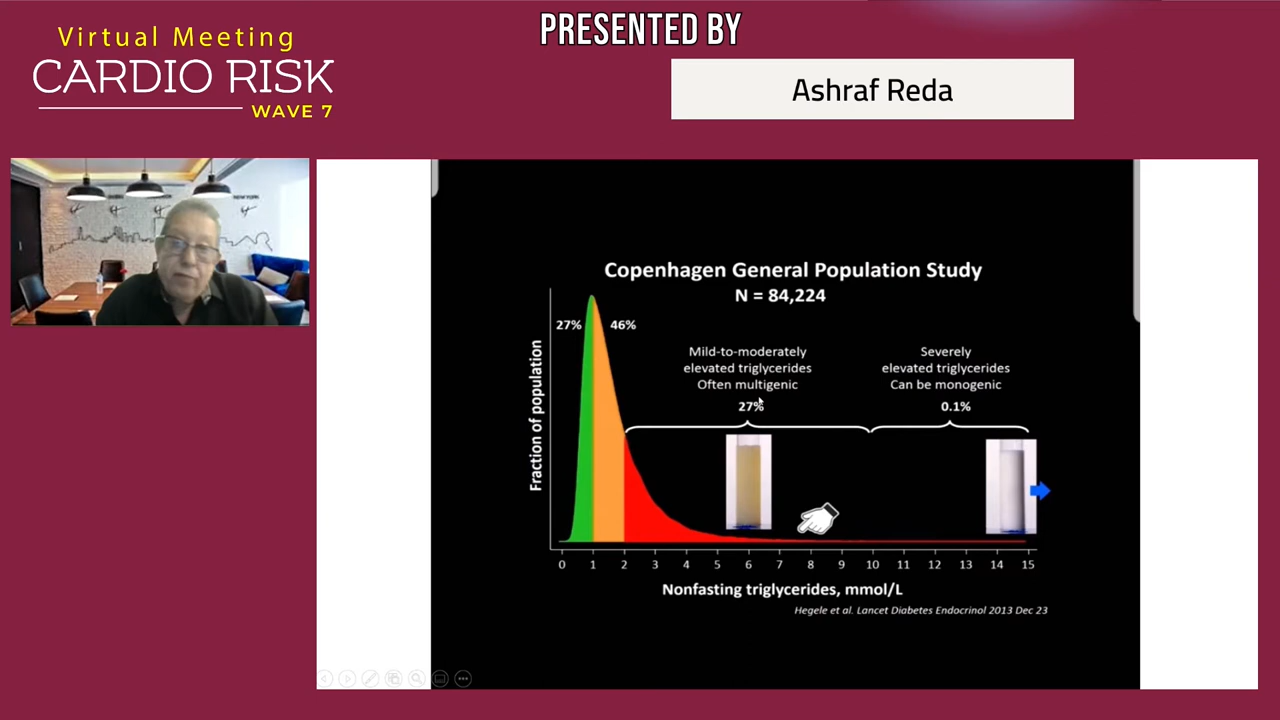 Virtual Meeting
CARDIO RISK
WAVE 7
PRESENTED BY
Ashraf Reda
Copenhagen General Population Study
N = 84,224
27%
46%
Mild-to-moderately
elevated triglycerides
Often multigenic
27%
Severely
elevated triglycerides
Can be monogenic
0.1%
Fraction of population
0 1 2 3 4 5 6 7 8 9 10 11 12 13 14 15
Nonfasting triglycerides, mmol/L
Hegele et al. Lancet Diabetes Endocrinol 2013 Dec 23